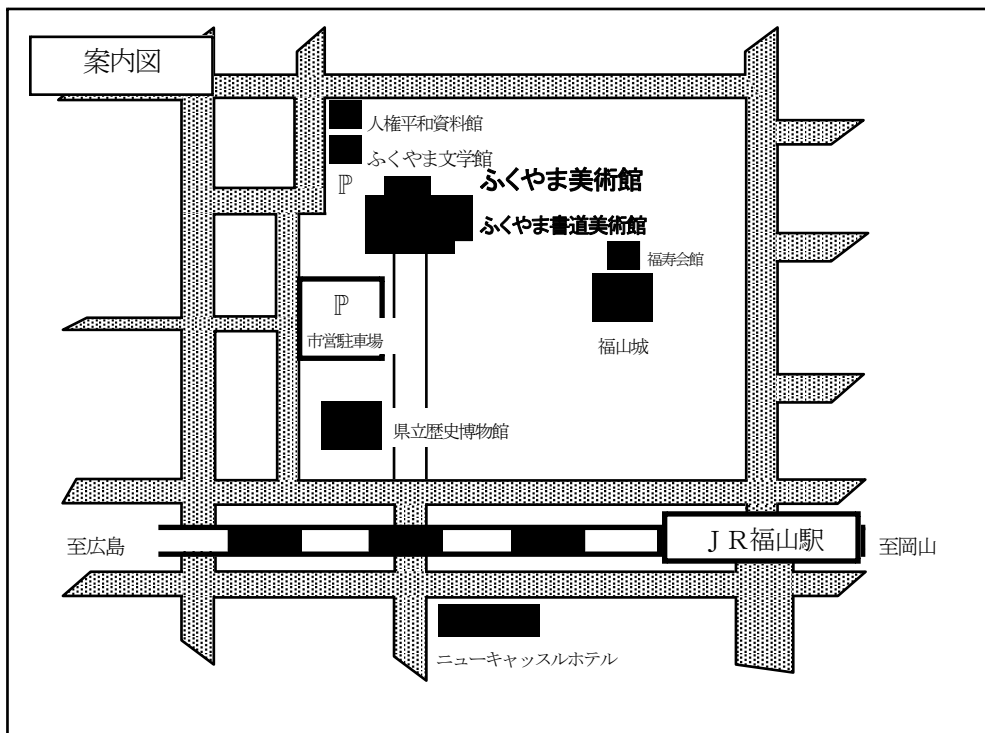 案内図
人権平和資料館
ふくやま文学館
ℙ
ふくやま美術館
ふくやま書道美術館
福寿会館
ℙ
市営駐車場
福山城
県立歴史博物館
至広島
ＪＲ福山駅
至岡山
ニューキャッスルホテル